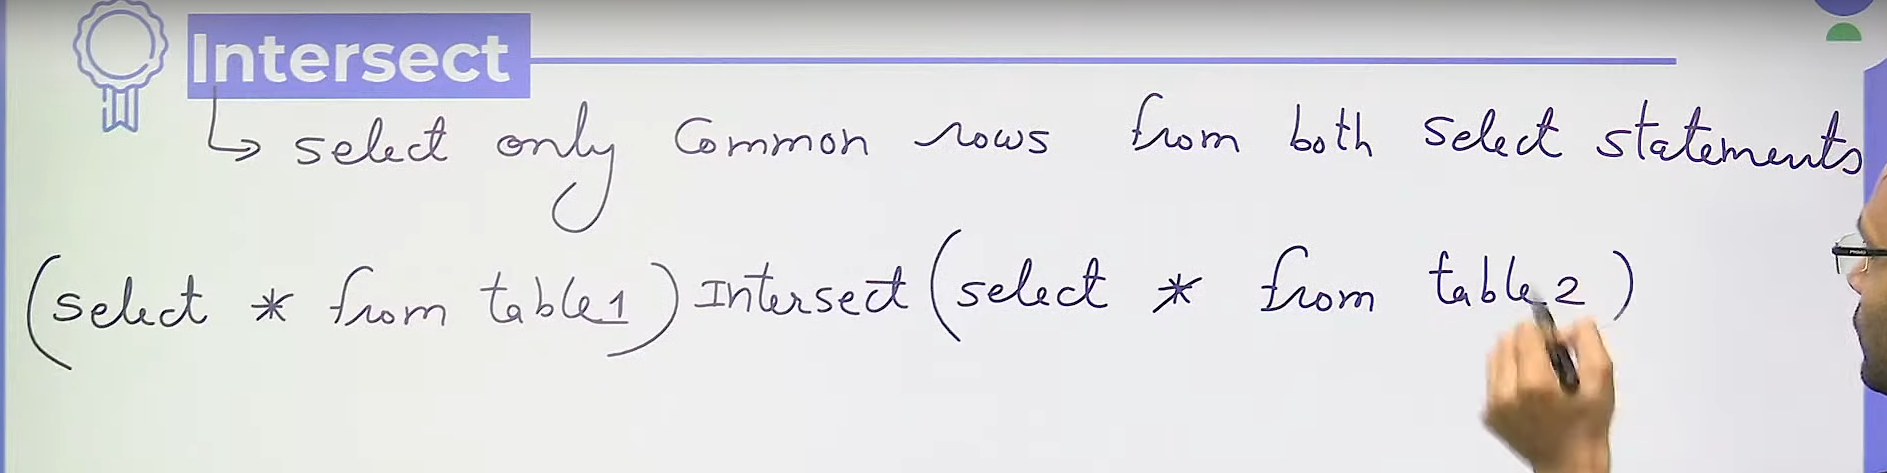 Intersect
↳ select only Common rows from both select statements
(select * from table1) Intersect (select * from table2)